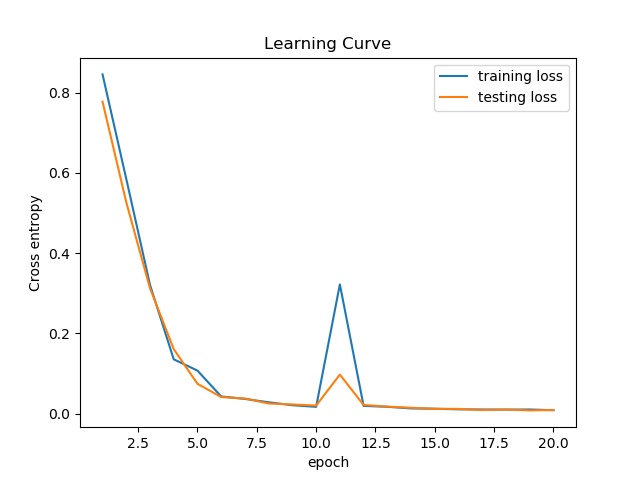 Learning Curve
training loss
testing loss
0.8
0.6
0.4
0.2
0.0
Cross entropy
2.5 5.0 7.5 10.0 12.5 15.0 17.5 20.0
epoch